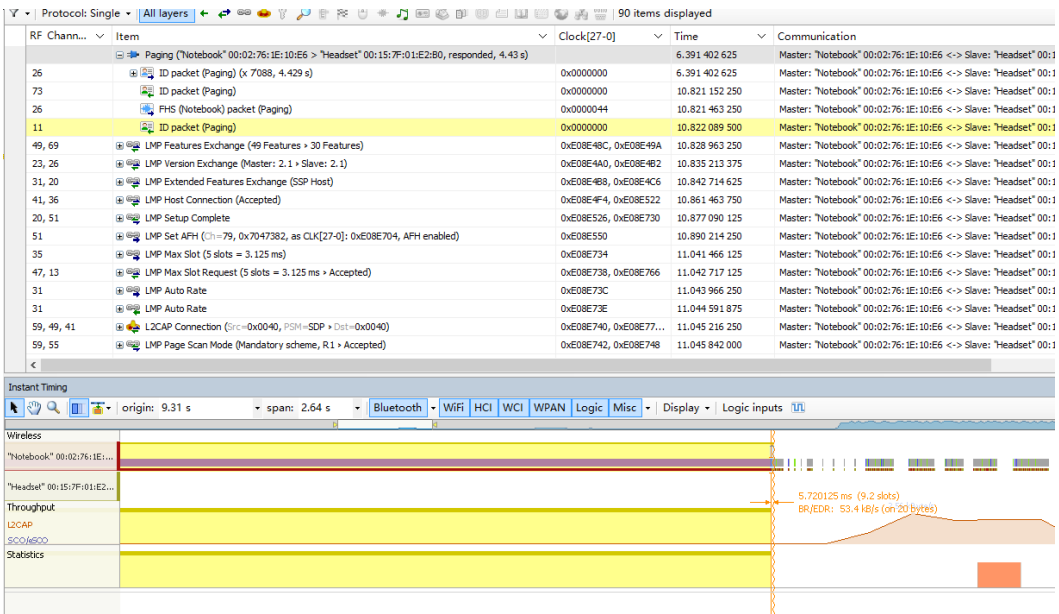 Protocol: Single All layers 90 items displayed
RF Chann... Item Clock[27-0] Time Communication
Paging ("Notebook" 00:02:76:1E:10:E6 > "Headset" 00:15:7F:01:E2:B0, responded, 4.43 s) 6.391 402 625 Master: "Notebook" 00:02:76:1E:10:E6 <-> Slave: "Headset" 00:1
26 ID packet (Paging) (x 7'088, 4.429 s) 0x0000000 6.391 402 625 Master: "Notebook" 00:02:76:1E:10:E6 <-> Slave: "Headset" 00:1
73 ID packet (Paging) 0x0000000 10.821 152 250 Master: "Notebook" 00:02:76:1E:10:E6 <-> Slave: "Headset" 00:1
26 FHS (Notebook) packet (Paging) 0x0000044 10.821 463 250 Master: "Notebook" 00:02:76:1E:10:E6 <-> Slave: "Headset" 00:1
11 ID packet (Paging) 0x0000000 10.822 089 500 Master: "Notebook" 00:02:76:1E:10:E6 <-> Slave: "Headset" 00:1
49, 69 LMP Features Exchange (49 Features > 30 Features) 0xE08E48C, 0xE08E49A 10.828 963 250 Master: "Notebook" 00:02:76:1E:10:E6 <-> Slave: "Headset" 00:1
23, 26 LMP Version Exchange (Master: 2.1 > Slave: 2.1) 0xE08E4A0, 0xE08E4B2 10.835 213 375 Master: "Notebook" 00:02:76:1E:10:E6 <-> Slave: "Headset" 00:1
31, 20 LMP Extended Features Exchange (SSP Host) 0xE08E4B8, 0xE08E4C6 10.842 714 625 Master: "Notebook" 00:02:76:1E:10:E6 <-> Slave: "Headset" 00:1
41, 36 LMP Host Connection (Accepted) 0xE08E4F4, 0xE08E522 10.861 463 750 Master: "Notebook" 00:02:76:1E:10:E6 <-> Slave: "Headset" 00:1
20, 51 LMP Setup Complete 0xE08E526, 0xE08E730 10.877 090 125 Master: "Notebook" 00:02:76:1E:10:E6 <-> Slave: "Headset" 00:1
51 LMP Set AFH (Ch=79, 0x7047382, as CLK[27-0]: 0xE08E704, AFH enabled) 0xE08E550 10.890 214 250 Master: "Notebook" 00:02:76:1E:10:E6 <-> Slave: "Headset" 00:1
35 LMP Max Slot (5 slots = 3.125 ms) 0xE08E734 11.041 466 125 Master: "Notebook" 00:02:76:1E:10:E6 <-> Slave: "Headset" 00:1
47, 13 LMP Max Slot Request (5 slots = 3.125 ms > Accepted) 0xE08E738, 0xE08E766 11.042 717 125 Master: "Notebook" 00:02:76:1E:10:E6 <-> Slave: "Headset" 00:1
31 LMP Auto Rate 0xE08E73C 11.043 966 250 Master: "Notebook" 00:02:76:1E:10:E6 <-> Slave: "Headset" 00:1
31 LMP Auto Rate 0xE08E73E 11.044 591 875 Master: "Notebook" 00:02:76:1E:10:E6 <-> Slave: "Headset" 00:1
59, 49, 41 L2CAP Connection (Src=0x0040, PSM=SDP > Dst=0x0040) 0xE08E740, 0xE08E77... 11.045 216 250 Master: "Notebook" 00:02:76:1E:10:E6 <-> Slave: "Headset" 00:1
59, 55 LMP Page Scan Mode (Mandatory scheme, R1 > Accepted) 0xE08E742, 0xE08E748 11.045 842 000 Master: "Notebook" 00:02:76:1E:10:E6 <-> Slave: "Headset" 00:1
Instant Timing
origin: 9.31 s span: 2.64 s Bluetooth WiFi HCI WCI WPAN Logic Misc Display Logic inputs
Wireless
"Notebook" 00:02:76:1E:...
"Headset" 00:15:7F:01:E2...
5.720125 ms (9.2 slots)
Throughput
BR/EDR: 53.4 kB/s (on 20 bytes)
L2CAP
SCO/eSCO
Statistics